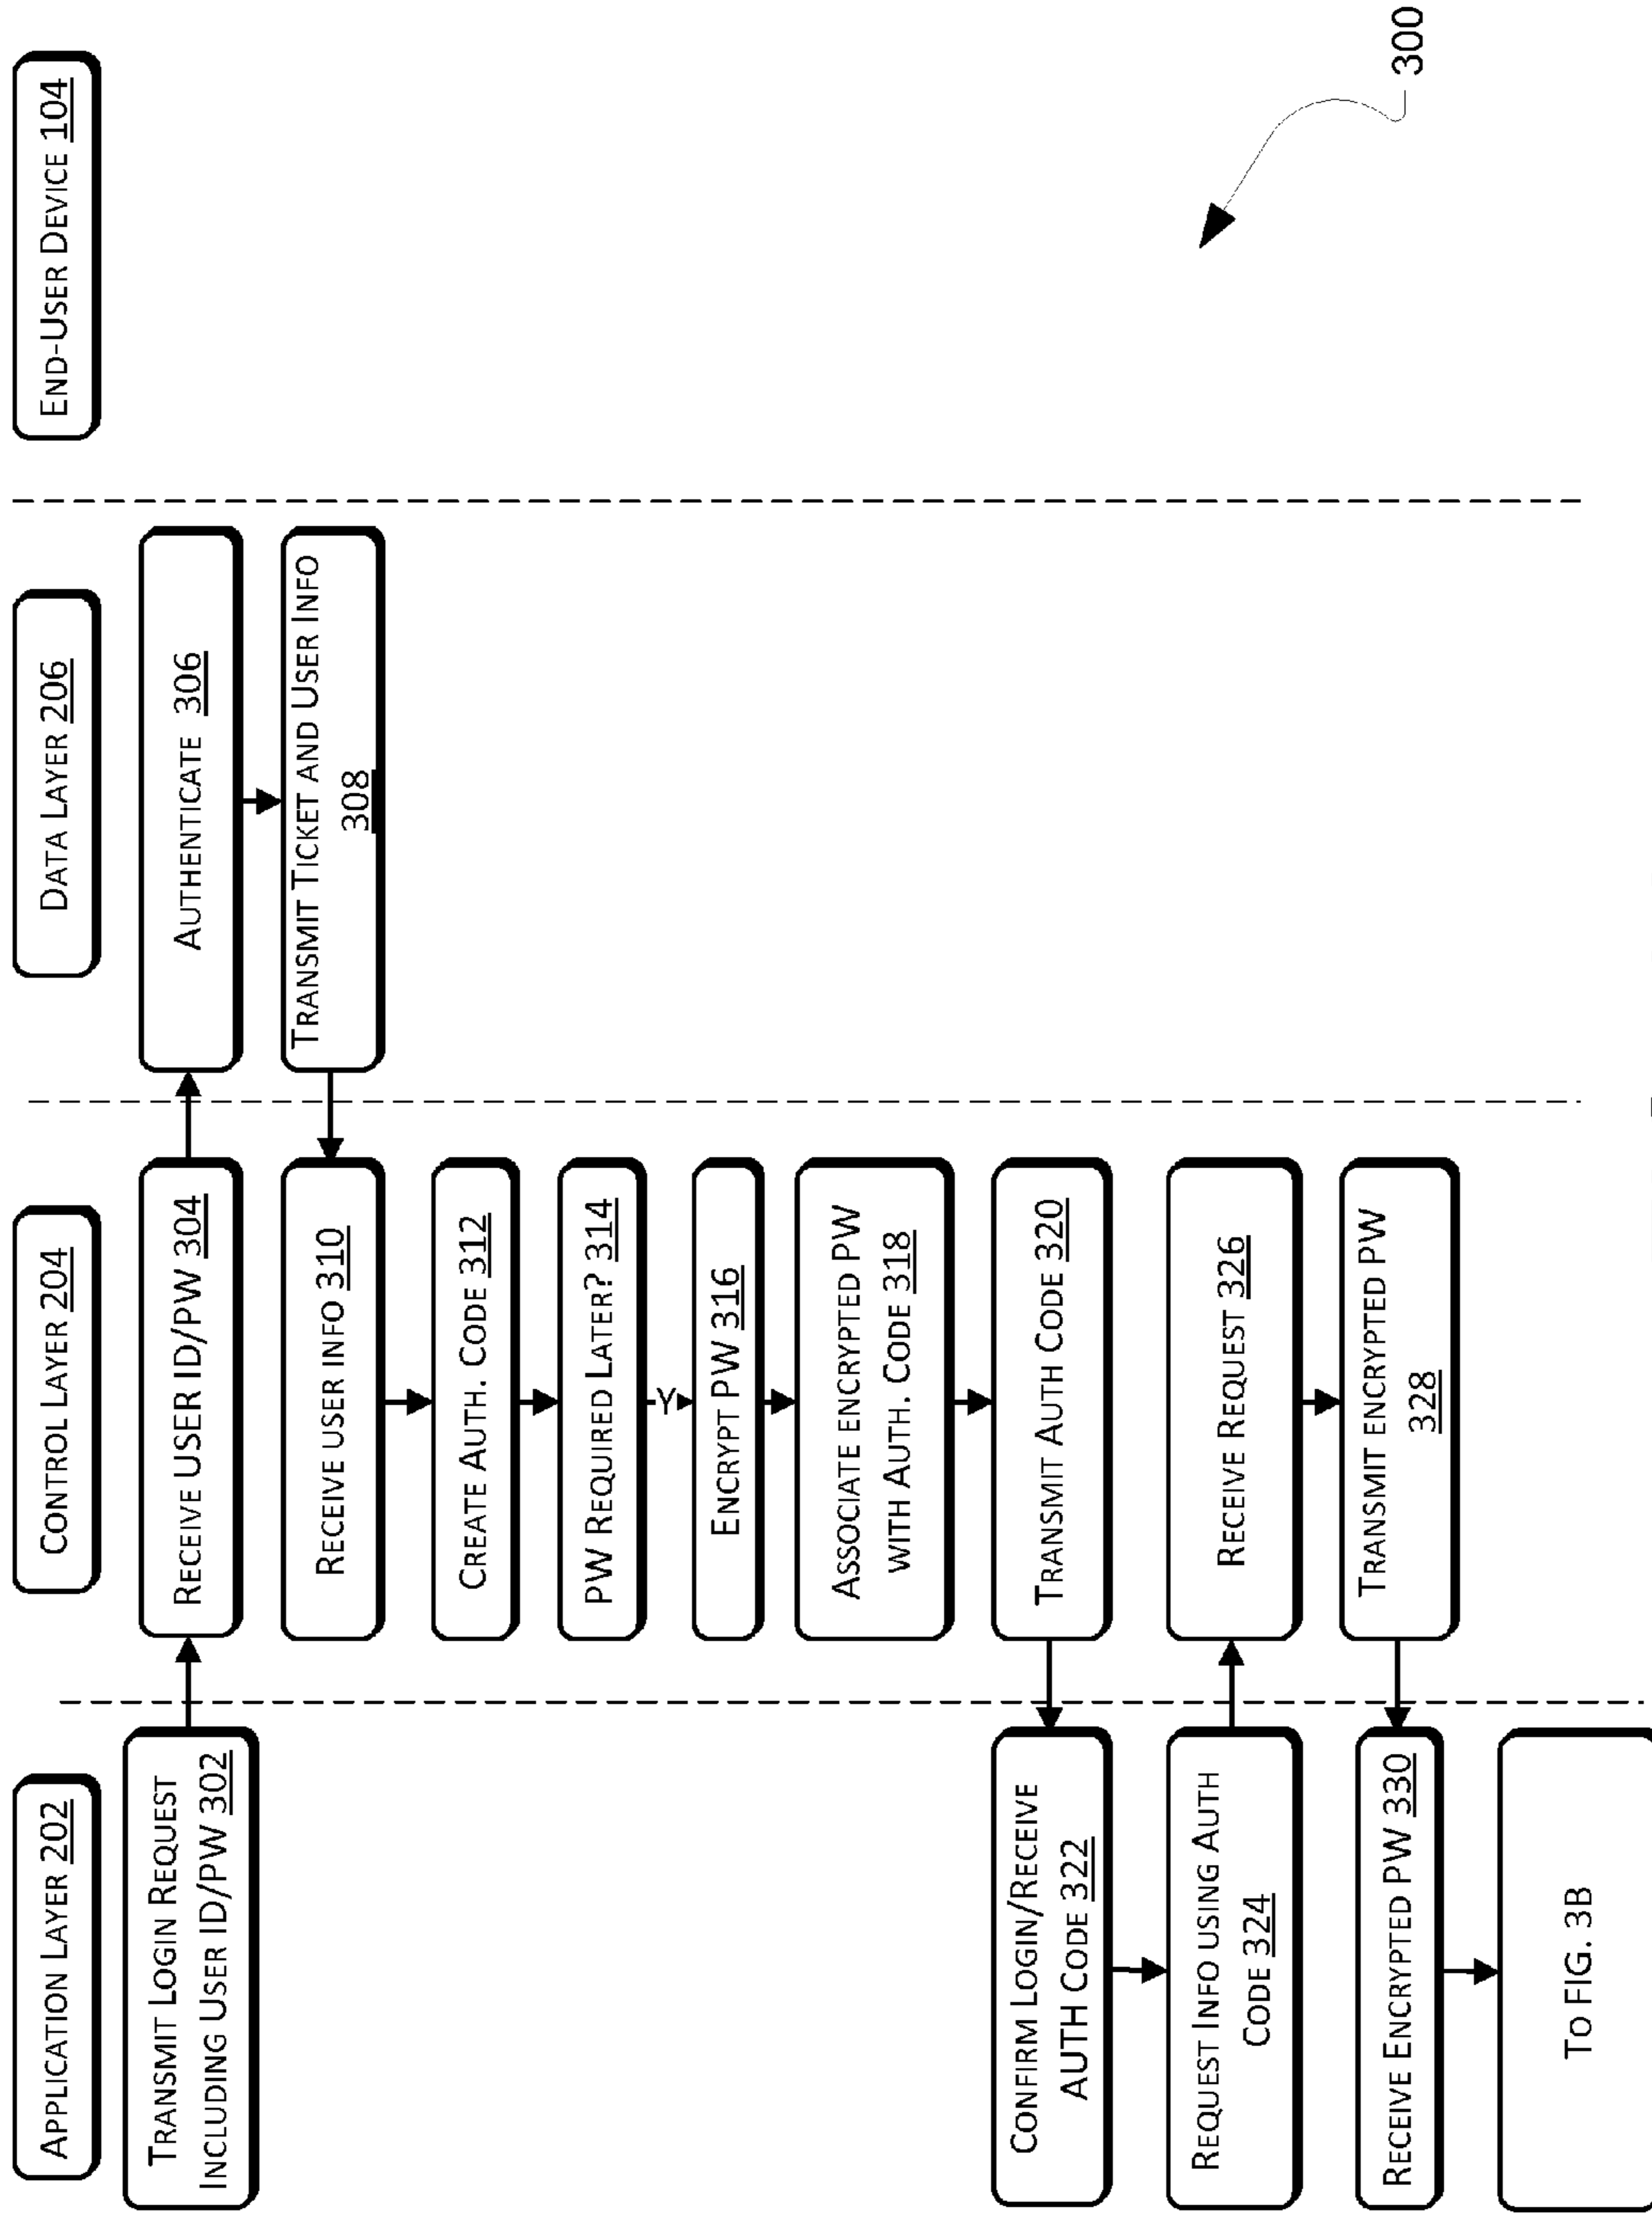 APPLICATION LAYER 202
CONTROL LAYER 204
DATA LAYER 206
END-USER DEVICE 104
TRANSMIT LOGIN REQUEST
INCLUDING USER ID/PW 302
RECEIVE USER ID/PW 304
AUTHENTICATE 306
TRANSMIT TICKET AND USER INFO
308
RECEIVE USER INFO 310
CREATE AUTH. CODE 312
PW REQUIRED LATER? 314
Y
ENCRYPT PW 316
ASSOCIATE ENCRYPTED PW
WITH AUTH. CODE 318
TRANSMIT AUTH CODE 320
CONFIRM LOGIN/RECEIVE
AUTH CODE 322
REQUEST INFO USING AUTH
CODE 324
RECEIVE REQUEST 326
TRANSMIT ENCRYPTED PW
328
RECEIVE ENCRYPTED PW 330
TO FIG. 3B
300